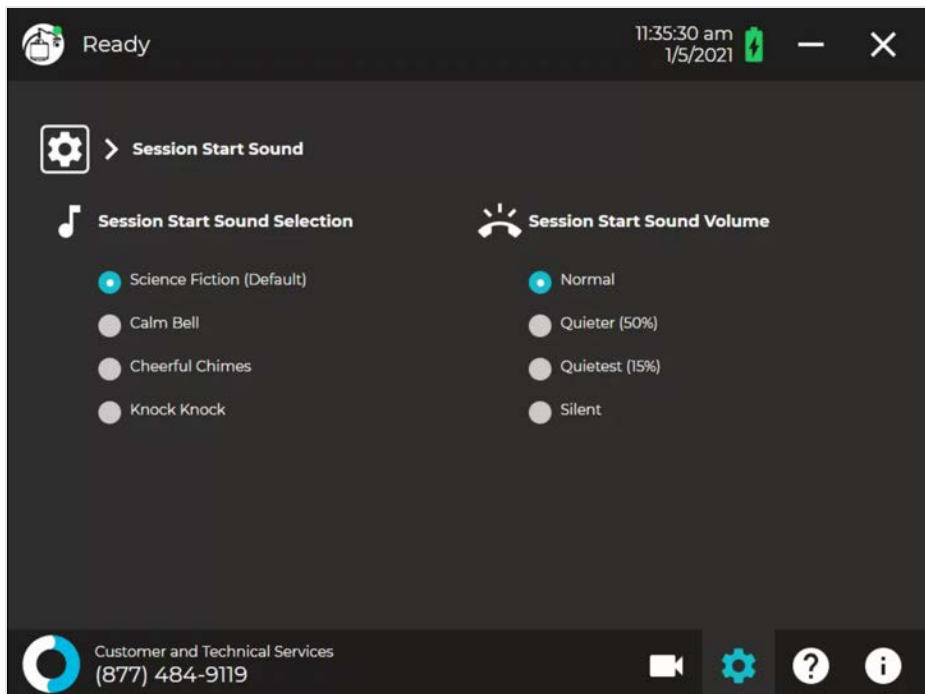 Ready
11:35:30 am
1/5/2021
Session Start Sound
Session Start Sound Selection
Science Fiction (Default)
Calm Bell
Cheerful Chimes
Knock Knock
Session Start Sound Volume
Normal
Quieter (50%)
Quietest (15%)
Silent
Customer and Technical Services
(877) 484-9119